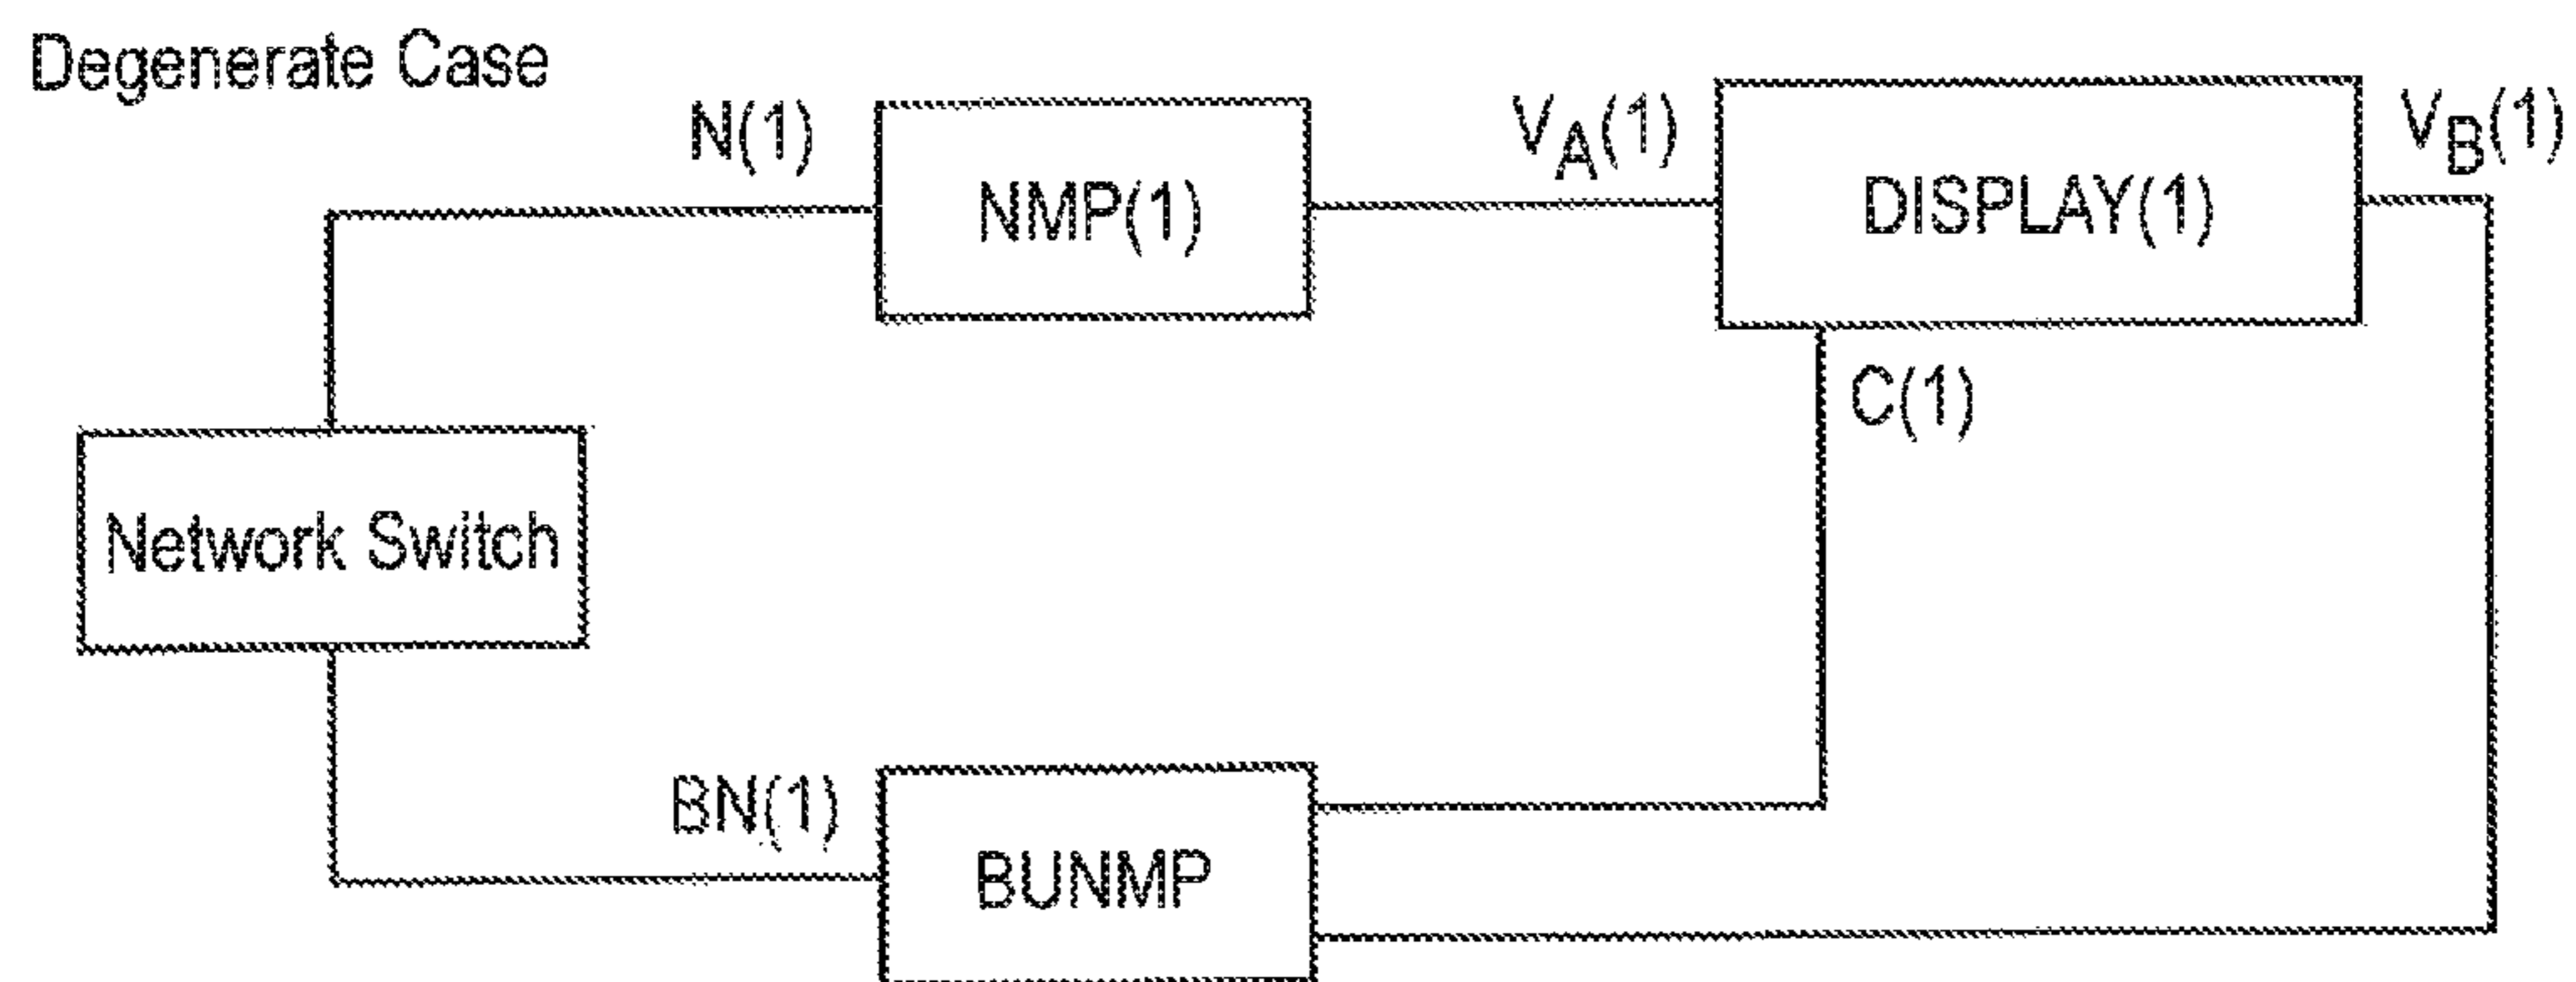 Degenerate Case
N(1)
NMP(1)
VA(1)
DISPLAY(1)
VB(1)
C(1)
Network Switch
BN(1)
BUNMP